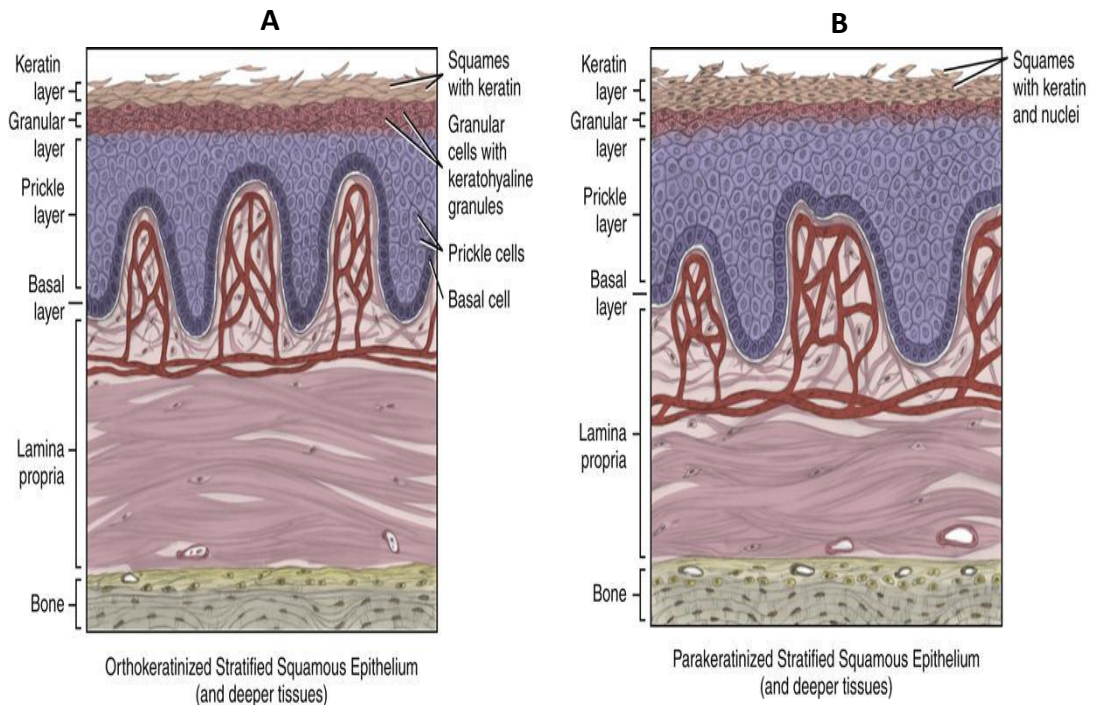 A
Keratin
layer
Granular
layer
Prickle
layer
Basal
layer
Lamina
propria
Bone
Squames
with keratin
Granular
cells with
keratohyaline
granules
Prickle cells
Basal cell
Orthokeratinized Stratified Squamous Epithelium
(and deeper tissues)
B
Keratin
layer
Granular
layer
Prickle
layer
Basal
layer
Lamina
propria
Bone
Squames
with keratin
and nuclei
Parakeratinized Stratified Squamous Epithelium
(and deeper tissues)